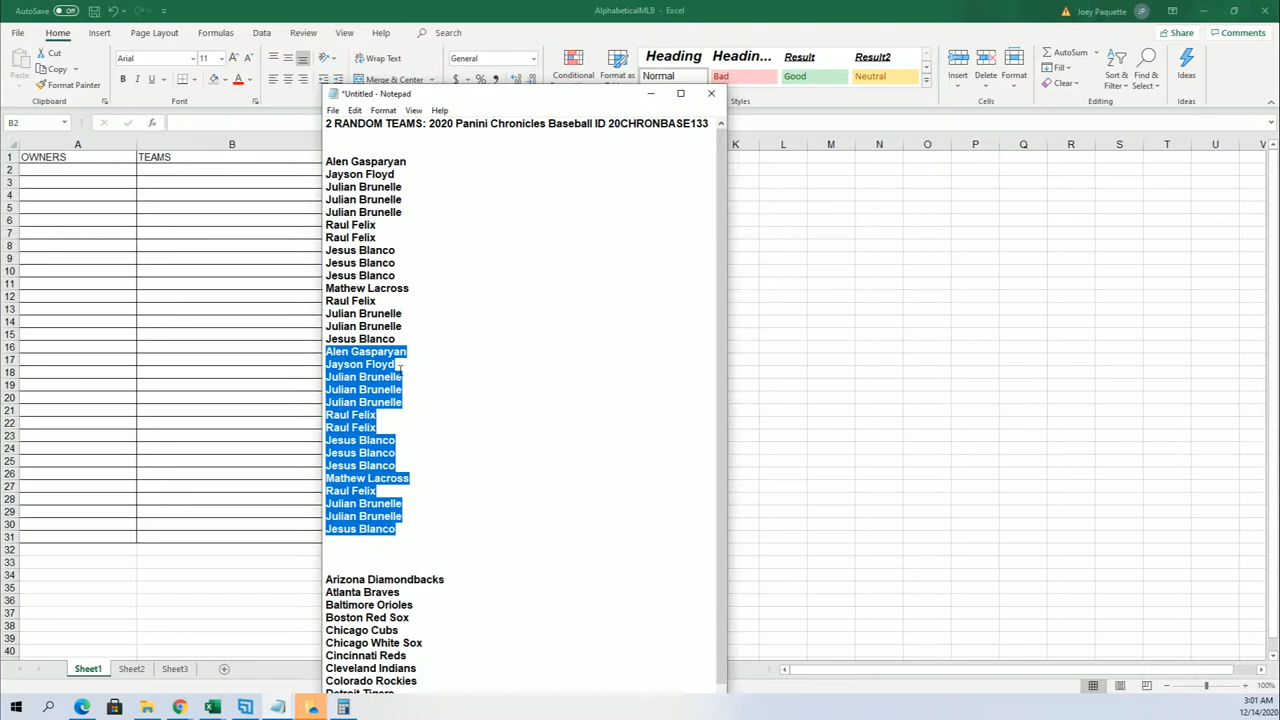 AutoSave Off AlphabeticalMLB - Excel Joey Paquette JP
File Home Insert Page Layout Formulas Data Review View Help Search Share Comments
Paste Cut Copy Format Painter Clipboard
Arial 11 B I U Font
Wrap Text Merge & Center General $ %
Conditional Format as
Heading Headin... Result Result2
Normal Bad Good Neutral
Styles
Insert Delete Format Cells
AutoSum Fill Clear Sort & Filter Find & Select Editing
Ideas Ideas
B2
A B K L M N O P Q R S T U V
1 OWNERS TEAMS
2
3
4
5
6
7
8
9
10
11
12
13
14
15
16
17
18
19
20
21
22
23
24
25
26
27
28
29
30
31
32
33
34
35
36
37
38
39
40
*Untitled - Notepad
File Edit Format View Help
2 RANDOM TEAMS: 2020 Panini Chronicles Baseball ID 20CHRONBASE133
Alen Gasparyan
Jayson Floyd
Julian Brunelle
Julian Brunelle
Julian Brunelle
Raul Felix
Raul Felix
Jesus Blanco
Jesus Blanco
Jesus Blanco
Mathew Lacross
Raul Felix
Julian Brunelle
Julian Brunelle
Jesus Blanco
Alen Gasparyan
Jayson Floyd
Julian Brunelle
Julian Brunelle
Julian Brunelle
Raul Felix
Raul Felix
Jesus Blanco
Jesus Blanco
Jesus Blanco
Mathew Lacross
Raul Felix
Julian Brunelle
Julian Brunelle
Jesus Blanco
Arizona Diamondbacks
Atlanta Braves
Baltimore Orioles
Boston Red Sox
Chicago Cubs
Chicago White Sox
Cincinnati Reds
Cleveland Indians
Colorado Rockies
Detroit Tigers
Sheet1 Sheet2 Sheet3
100%
3:01 AM
12/14/2020